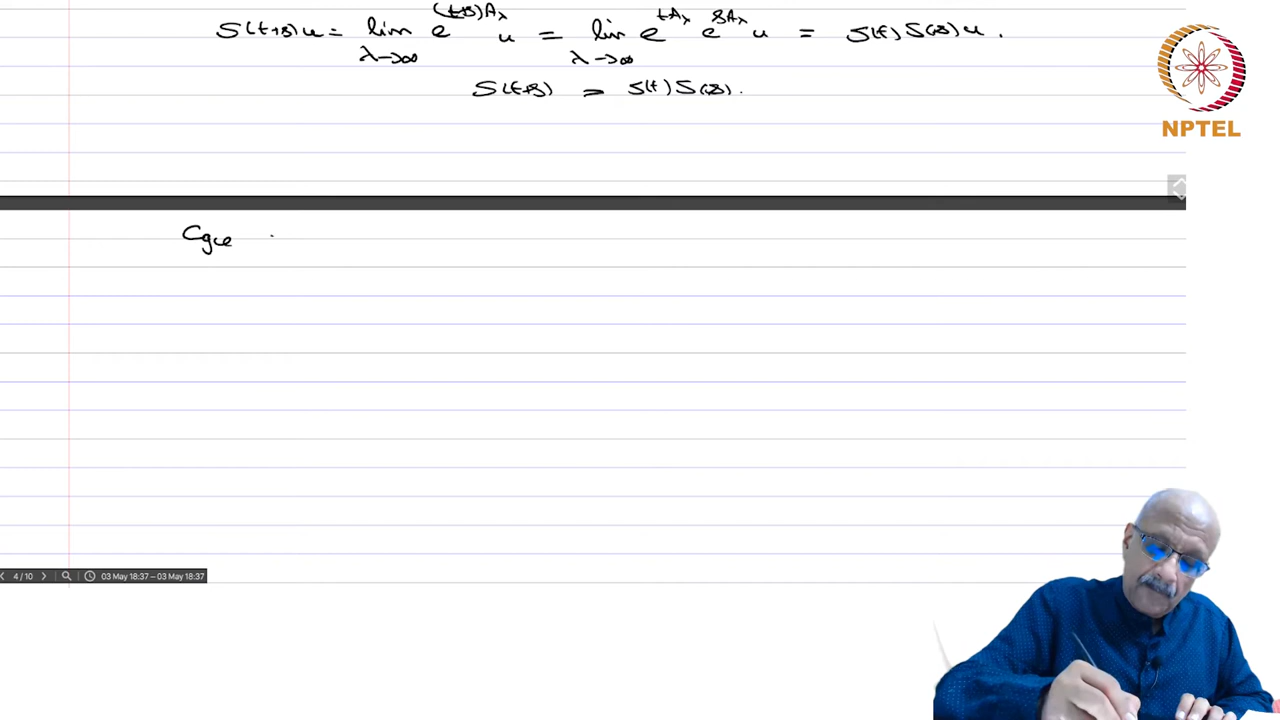 S(t+s)u = lim e^{(t+s)A_λ} u = lim e^{tA_λ} e^{sA_λ} u = S(t)S(s)u.
λ→∞ λ→∞
S(t+s) = S(t)S(s).
NPTEL
Cgce
4/10 03 May 18:37 – 03 May 18:37